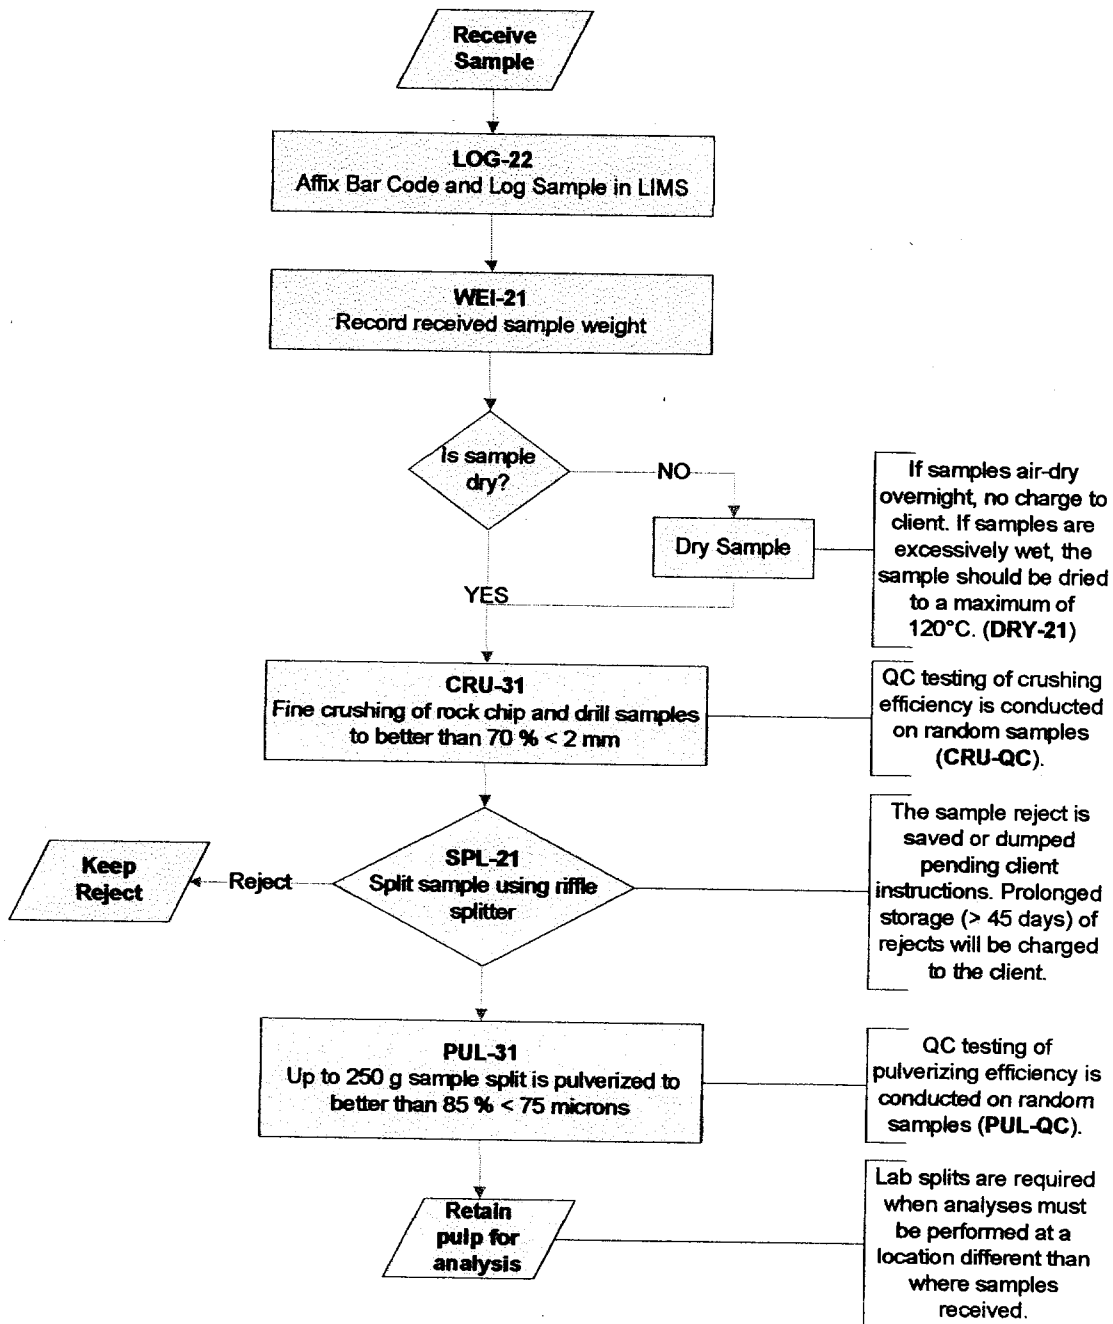 Receive
Sample
LOG-22
Affix Bar Code and Log Sample in LIMS
WEI-21
Record received sample weight
Is sample
dry?
NO
Dry Sample
If samples air-dry
overnight, no charge to
client. If samples are
excessively wet, the
sample should be dried
to a maximum of
120°C. (DRY-21)
YES
CRU-31
Fine crushing of rock chip and drill samples
to better than 70 % < 2 mm
QC testing of crushing
efficiency is conducted
on random samples
(CRU-QC).
Keep
Reject
Reject
SPL-21
Split sample using riffle
splitter
The sample reject is
saved or dumped
pending client
instructions. Prolonged
storage (> 45 days) of
rejects will be charged
to the client.
PUL-31
Up to 250 g sample split is pulverized to
better than 85 % < 75 microns
QC testing of
pulverizing efficiency is
conducted on random
samples (PUL-QC).
Retain
pulp for
analysis
Lab splits are required
when analyses must
be performed at a
location different than
where samples
received.